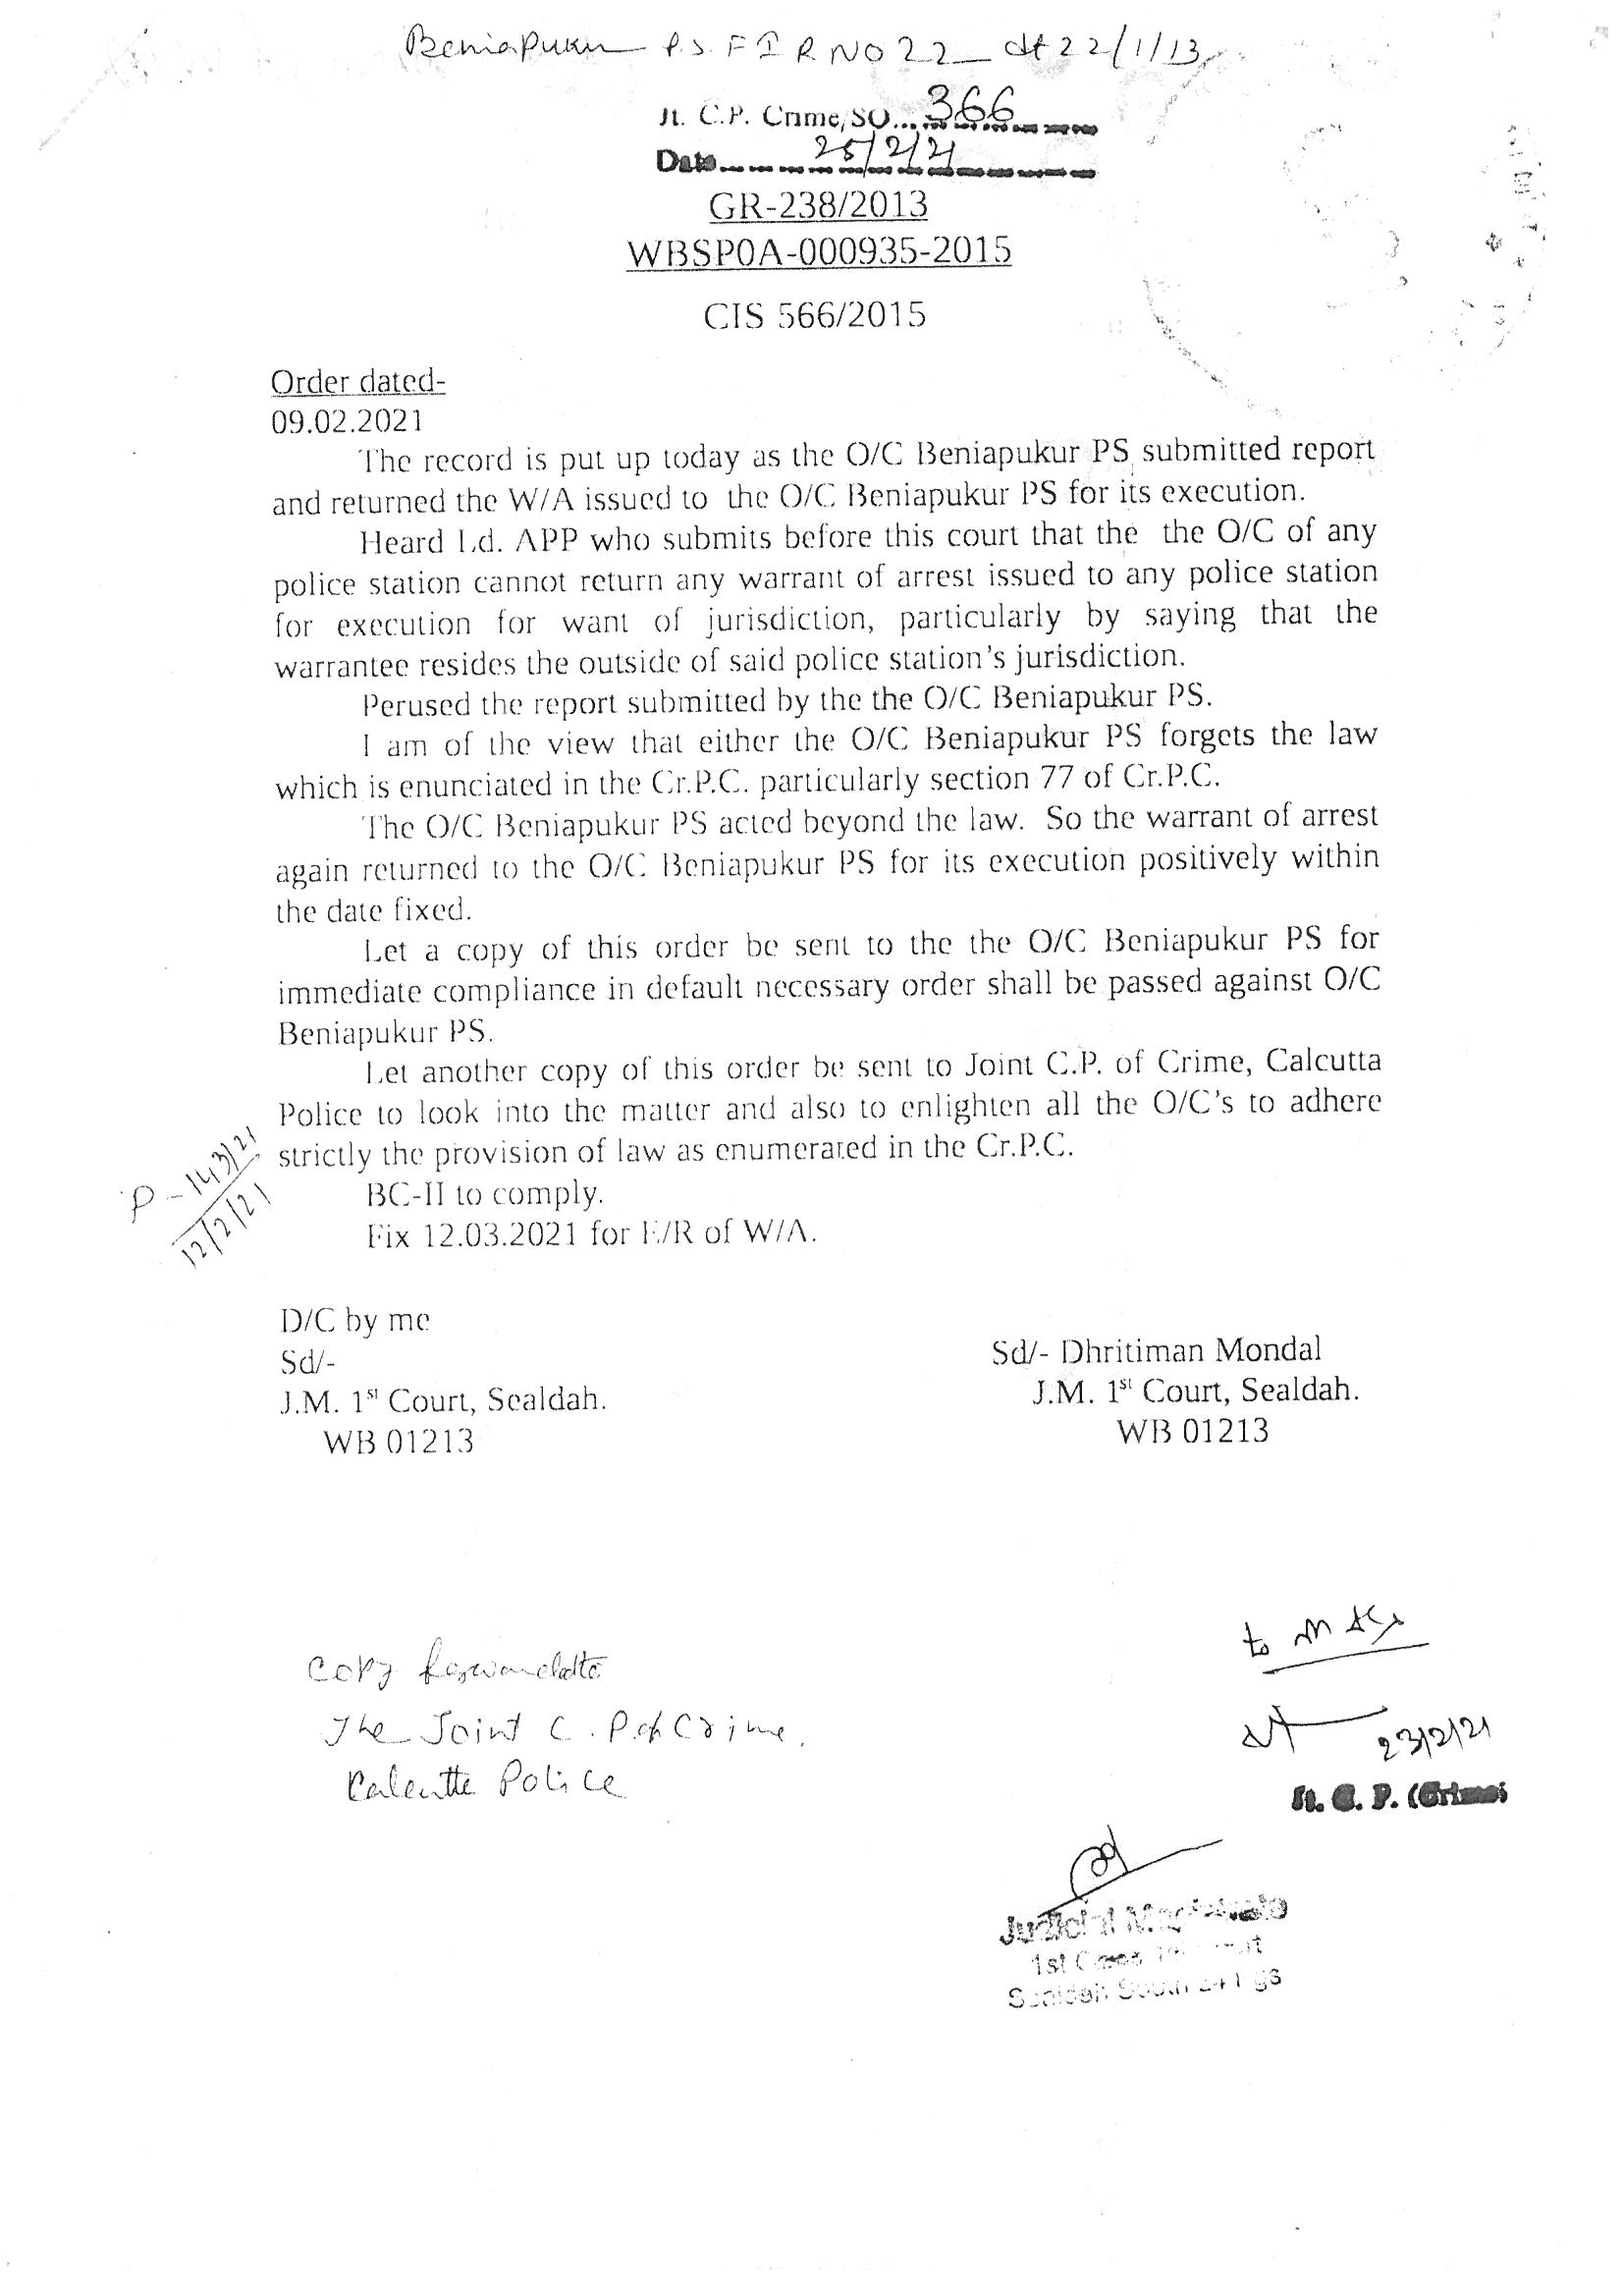 Beniapukur P.S. FIR NO 22 dt 22/1/13
Jt. C.P. Crime/SO... 366
Date 25/2/21
GR-238/2013
WBSP0A-000935-2015
CIS 566/2015
Order dated-
09.02.2021
The record is put up today as the O/C Beniapukur PS submitted report
and returned the W/A issued to the O/C Beniapukur PS for its execution.
Heard Ld. APP who submits before this court that the the O/C of any
police station cannot return any warrant of arrest issued to any police station
for execution for want of jurisdiction, particularly by saying that the
warrantee resides the outside of said police station's jurisdiction.
Perused the report submitted by the the O/C Beniapukur PS.
I am of the view that either the O/C Beniapukur PS forgets the law
which is enunciated in the Cr.P.C. particularly section 77 of Cr.P.C.
The O/C Beniapukur PS acted beyond the law. So the warrant of arrest
again returned to the O/C Beniapukur PS for its execution positively within
the date fixed.
Let a copy of this order be sent to the the O/C Beniapukur PS for
immediate compliance in default necessary order shall be passed against O/C
Beniapukur PS.
Let another copy of this order be sent to Joint C.P. of Crime, Calcutta
Police to look into the matter and also to enlighten all the O/C's to adhere
strictly the provision of law as enumerated in the Cr.P.C.
P-143/21
12/2/21
BC-II to comply.
Fix 12.03.2021 for E/R of W/A.
D/C by me
Sd/-
J.M. 1st Court, Sealdah.
WB 01213
Sd/- Dhritiman Mondal
J.M. 1st Court, Sealdah.
WB 01213
to
Copy forwarded to
The Joint C.P. of Crime,
Calcutta Police
23/2/21
Jt. C. P. (Crime)
Judicial Magistrate
1st Court
Sealdah South 24 Pgs